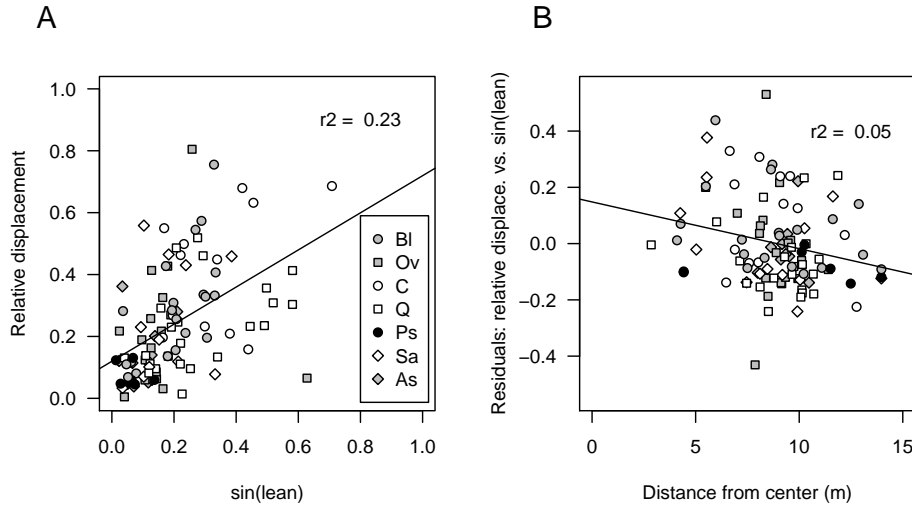 A
Relative displacement
1.0
0.8
0.6
0.4
0.2
0.0
r2 = 0.23
Bl
Ov
C
Q
Ps
Sa
As
0.0 0.2 0.4 0.6 0.8 1.0
sin(lean)
B
Residuals: relative displace. vs. sin(lean)
0.4
0.2
0.0
−0.2
−0.4
r2 = 0.05
0 5 10 15
Distance from center (m)